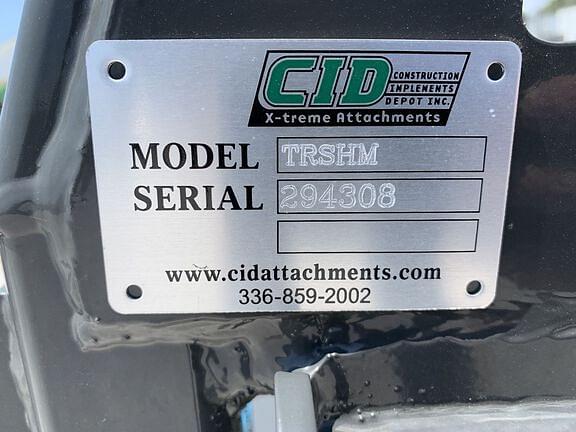 CID CONSTRUCTION
IMPLEMENTS
DEPOT INC.
X-treme Attachments
MODEL TRSHM
SERIAL 294308
www.cidattachments.com
336-859-2002